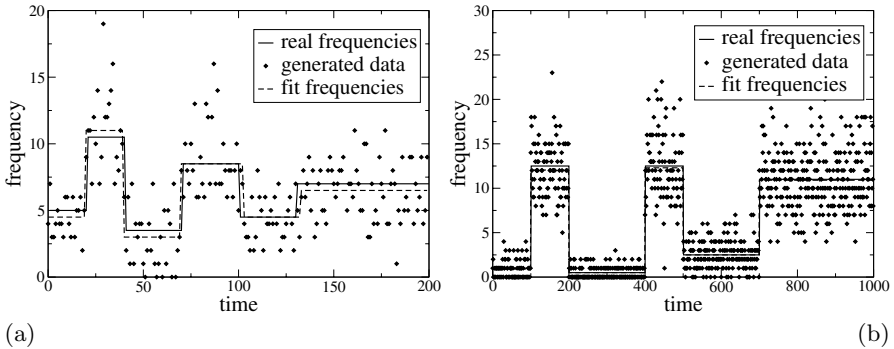 20
15
10
5
0
frequency
0
50
100
150
200
time
real frequencies
generated data
fit frequencies
(a)
30
25
20
15
10
5
0
frequency
0
200
400
600
800
1000
time
real frequencies
generated data
fit frequencies
(b)